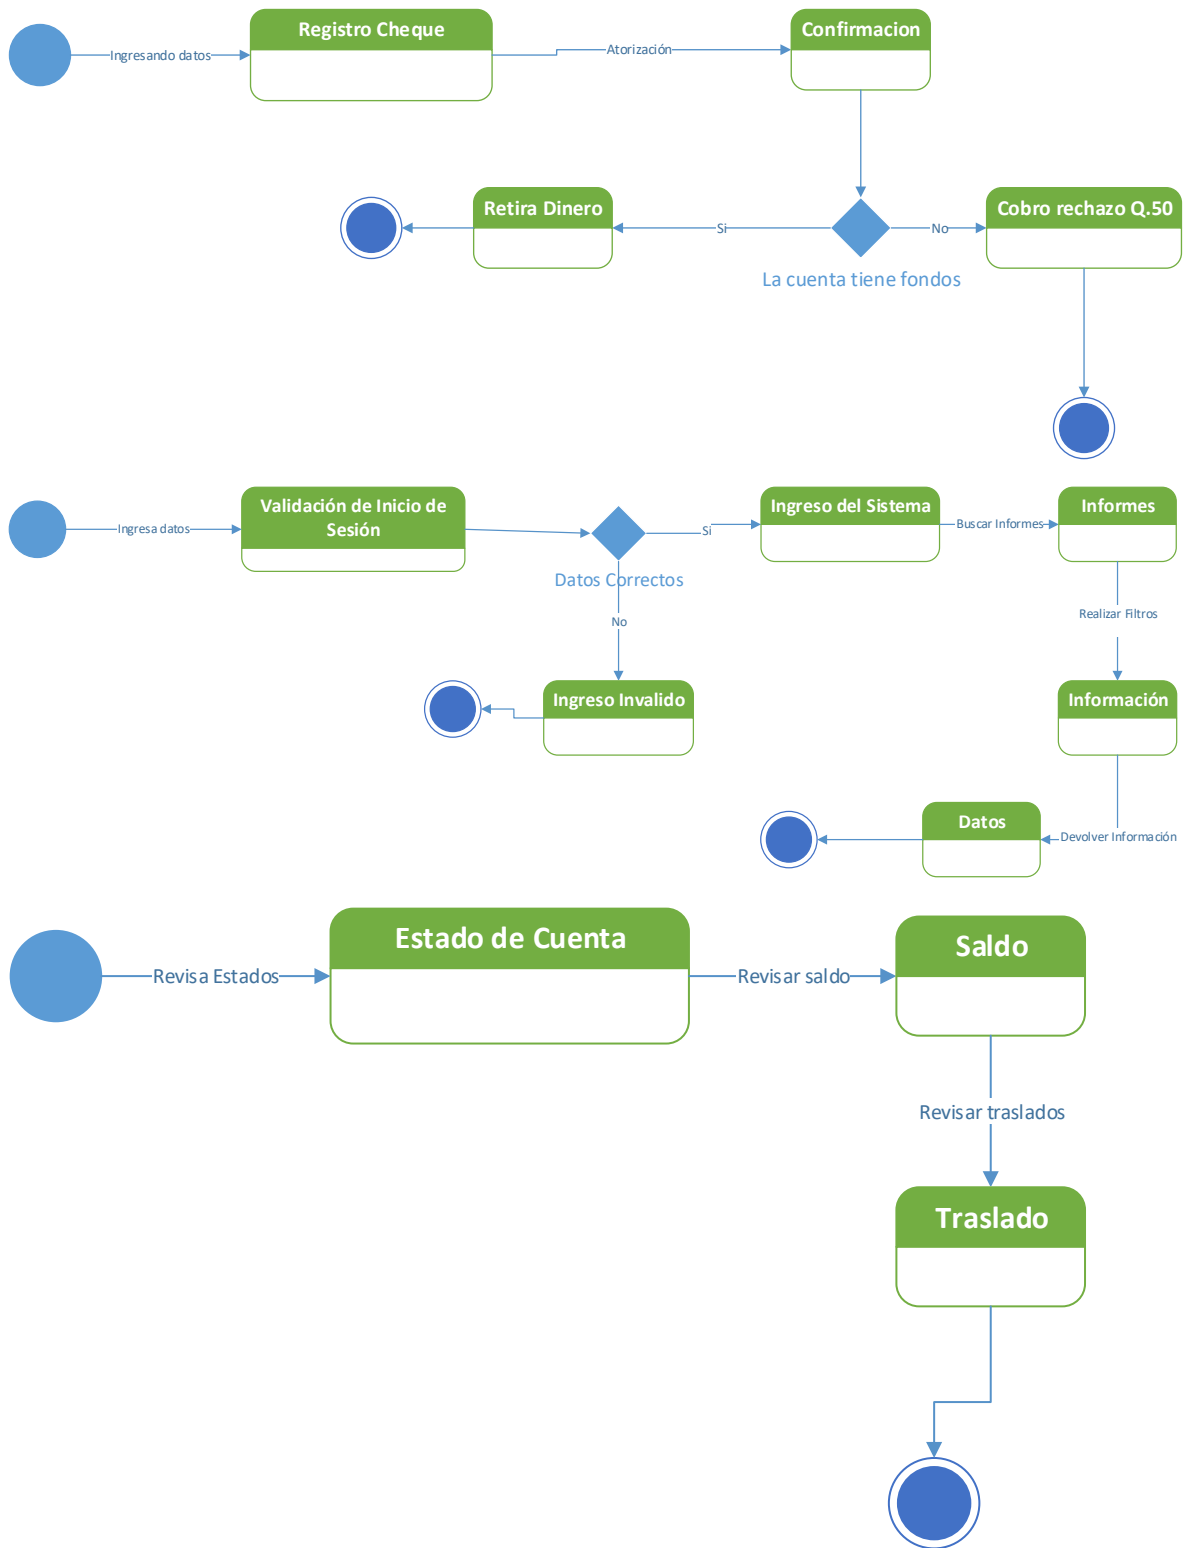 Registro Cheque
Confirmacion
Ingresando datos
Atorización
Retira Dinero
Cobro rechazo Q.50
Si
No
La cuenta tiene fondos
Validación de Inicio de
Sesión
Ingreso del Sistema
Informes
Ingresa datos
Si
Buscar Informes
Datos Correctos
No
Realizar Filtros
Ingreso Invalido
Información
Datos
Devolver Información
Estado de Cuenta
Saldo
Revisa Estados
Revisar saldo
Revisar traslados
Traslado